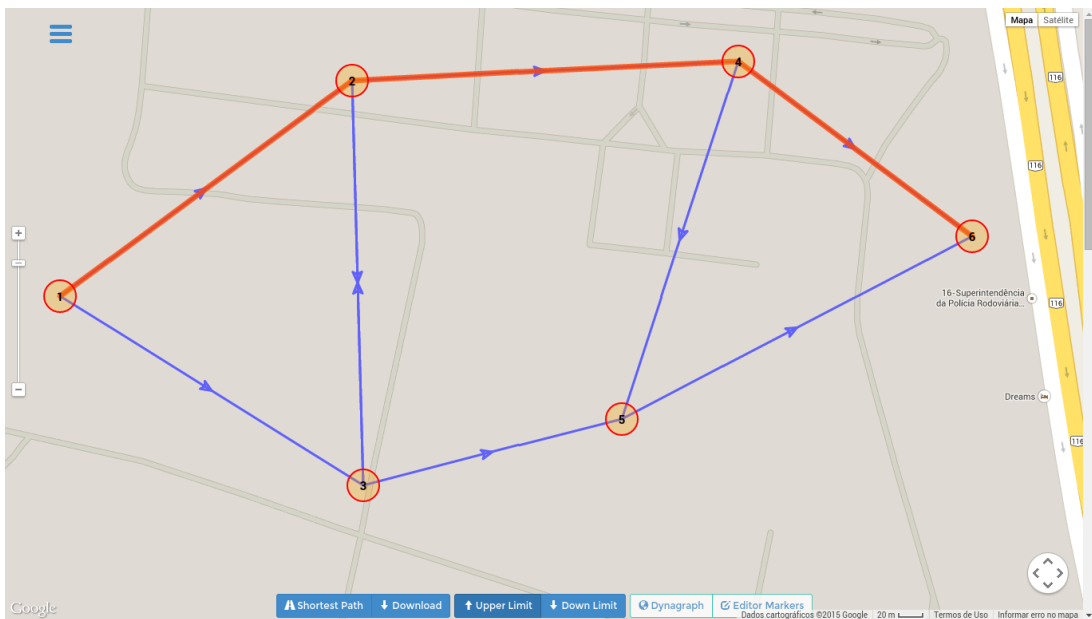 Mapa Satélite
116
116
116
116
2
4
6
1
5
3
16-Superintendência
da Polícia Rodoviária...
Dreams
Google
Shortest Path Download Upper Limit Down Limit Dynagraph Editor Markers
Dados cartográficos ©2015 Google 20 m Termos de Uso Informar erro no mapa